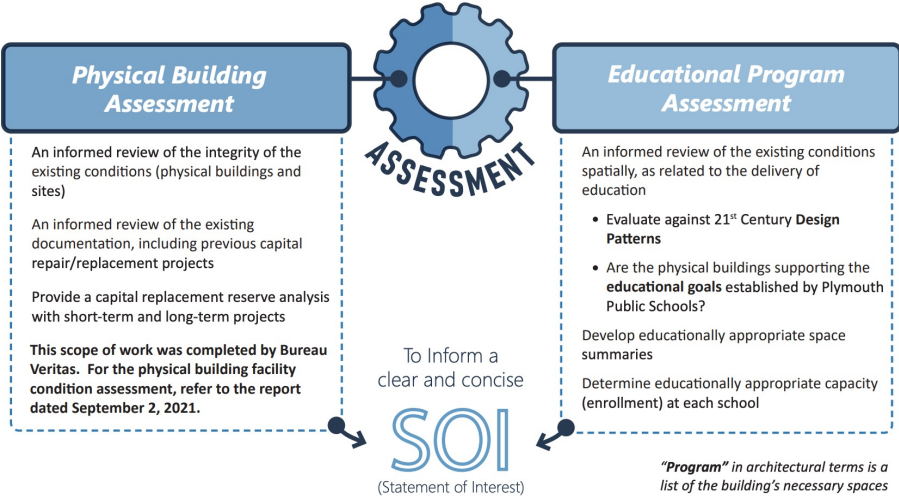 Physical Building
Assessment
An informed review of the integrity of the
existing conditions (physical buildings and
sites)
An informed review of the existing
documentation, including previous capital
repair/replacement projects
Provide a capital replacement reserve analysis
with short-term and long-term projects
This scope of work was completed by Bureau
Veritas.  For the physical building facility
condition assessment, refer to the report
dated September 2, 2021.
ASSESSMENT
To Inform a
clear and concise
SOI
(Statement of Interest)
Educational Program
Assessment
An informed review of the existing conditions
spatially, as related to the delivery of
education
• Evaluate against 21st Century Design
Patterns
• Are the physical buildings supporting the
educational goals established by Plymouth
Public Schools?
Develop educationally appropriate space
summaries
Determine educationally appropriate capacity
(enrollment) at each school
“Program” in architectural terms is a
list of the building’s necessary spaces